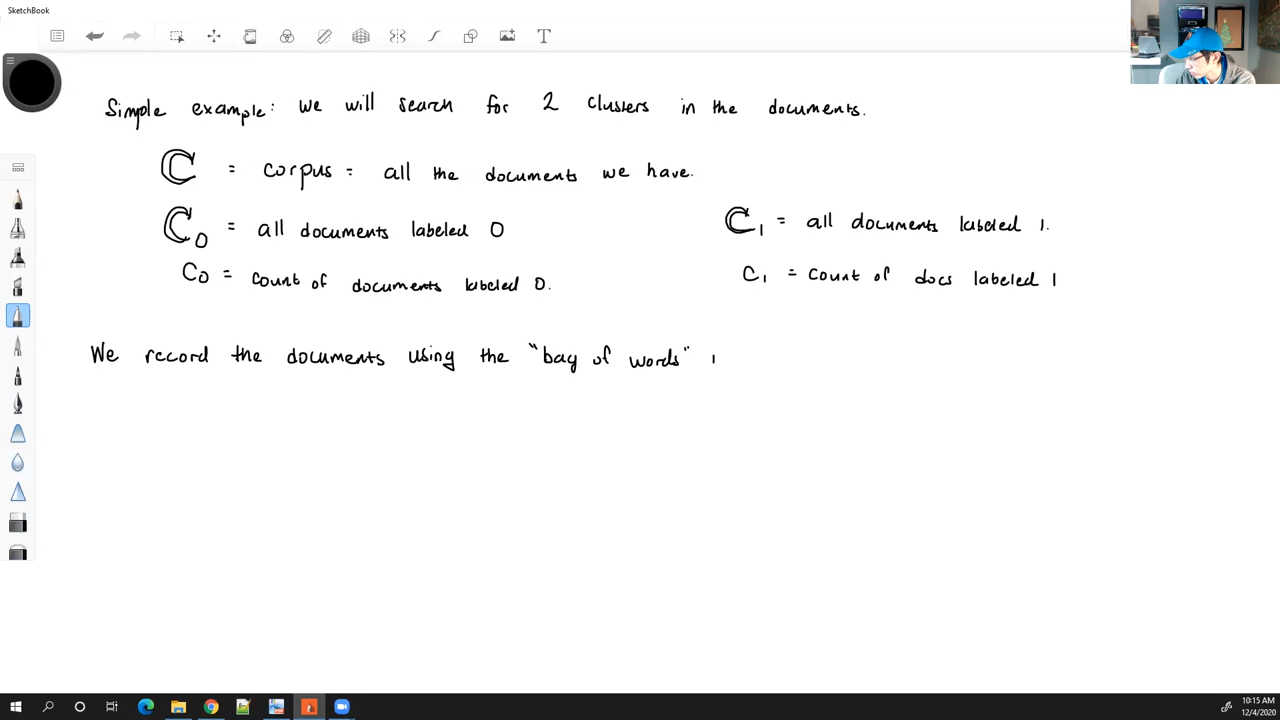 SketchBook
Simple example: We will search for 2 clusters in the documents.
ℂ = corpus = all the documents we have.
ℂ₀ = all documents labeled 0
ℂ₁ = all documents labeled 1.
C₀ = count of documents labeled 0.
C₁ = count of docs labeled 1
We record the documents using the "bag of words"
10:15 AM
12/4/2020